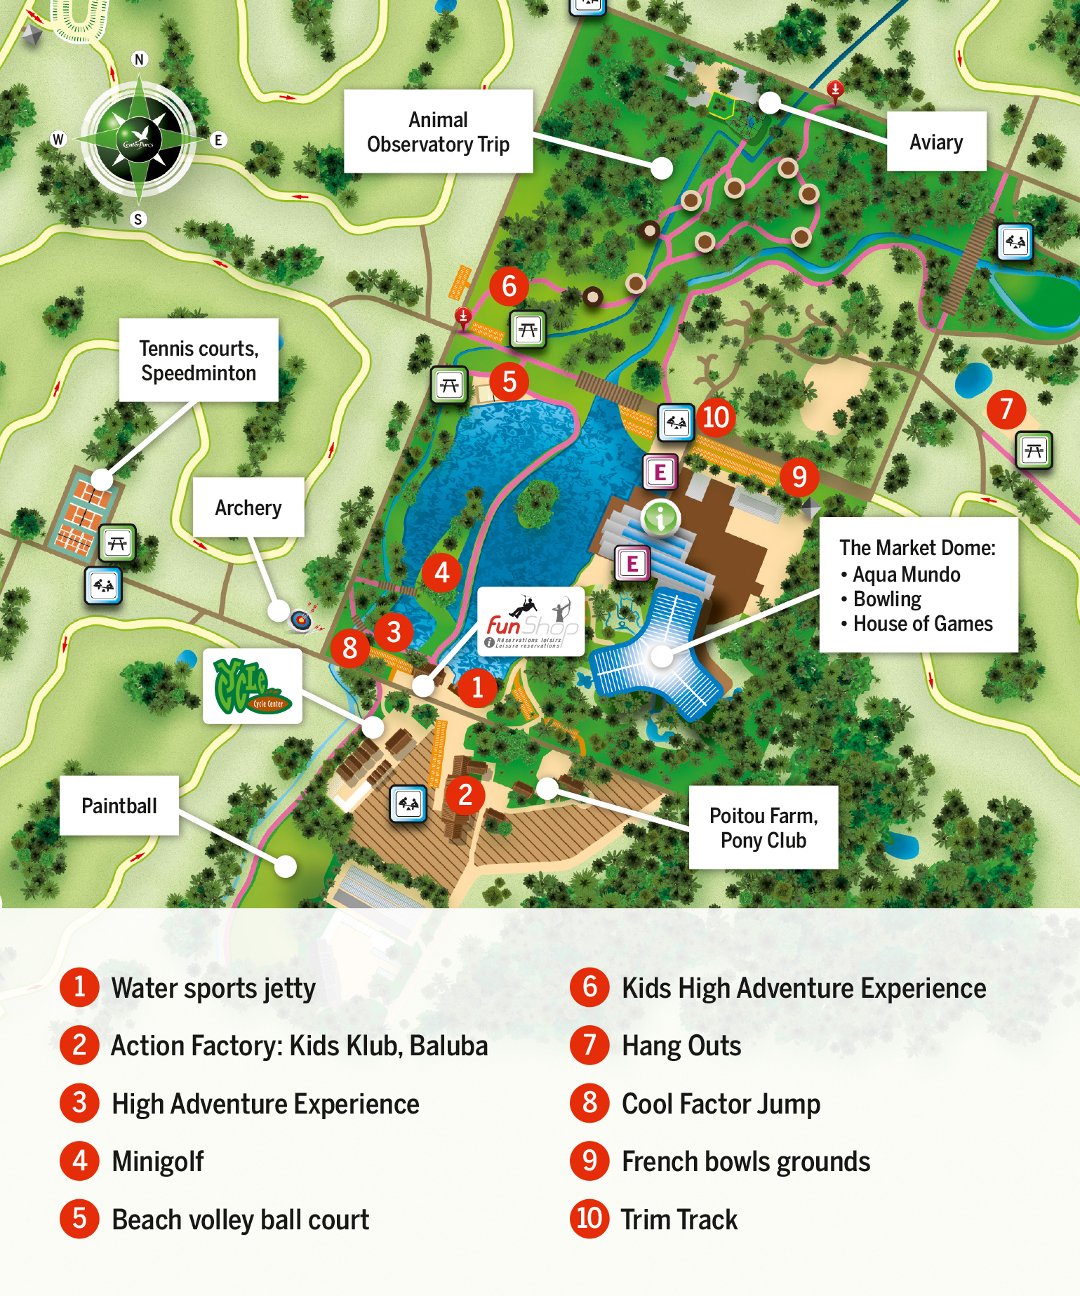 N
W
E
S
CenterParcs
Animal
Observatory Trip
Aviary
6
Tennis courts,
Speedminton
5
7
10
E
9
Archery
i
The Market Dome:
• Aqua Mundo
• Bowling
• House of Games
E
4
fun Shop
i Réservations loisirs
Leisure reservations!
3
8
1
Cycle
Cycle Center
2
Paintball
Poitou Farm,
Pony Club
1 Water sports jetty
2 Action Factory: Kids Klub, Baluba
3 High Adventure Experience
4 Minigolf
5 Beach volley ball court
6 Kids High Adventure Experience
7 Hang Outs
8 Cool Factor Jump
9 French bowls grounds
10 Trim Track